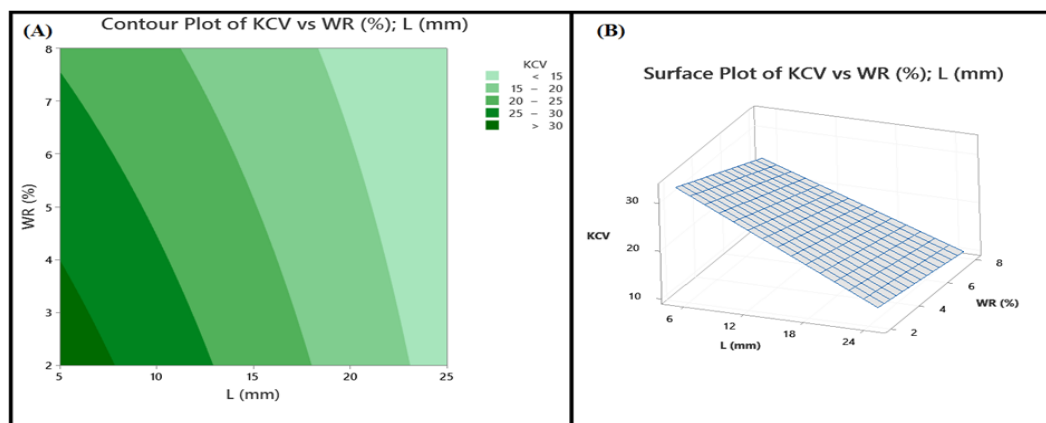 (A)
Contour Plot of KCV vs WR (%); L (mm)
KCV
< 15
15 – 20
20 – 25
25 – 30
> 30
8
7
6
5
4
3
2
WR (%)
5
10
15
20
25
L (mm)
(B)
Surface Plot of KCV vs WR (%); L (mm)
30
20
10
KCV
6
12
18
24
L (mm)
8
6
4
2
WR (%)